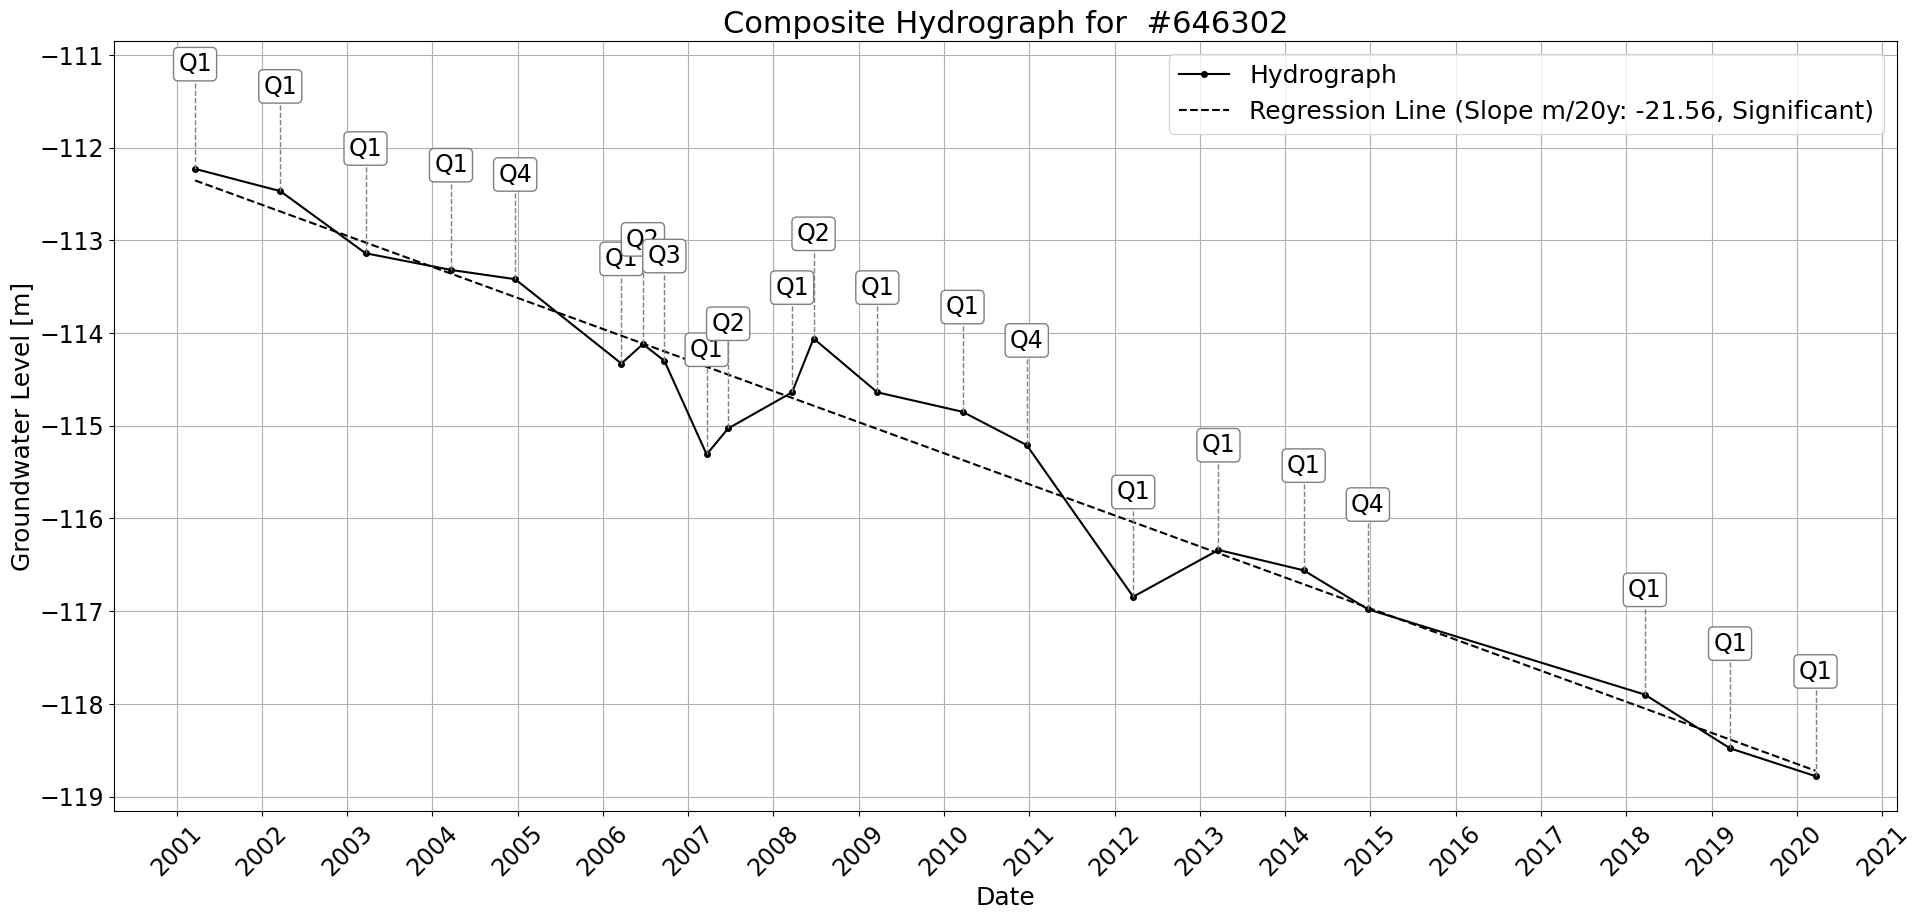 Composite Hydrograph for #646302
Hydrograph
Regression Line (Slope m/20y: -21.56, Significant)
Groundwater Level [m]
−111
−112
−113
−114
−115
−116
−117
−118
−119
Q1
Q1
Q1
Q1
Q4
Q1
Q2
Q3
Q1
Q2
Q1
Q2
Q1
Q1
Q4
Q1
Q1
Q1
Q4
Q1
Q1
Q1
2001
2002
2003
2004
2005
2006
2007
2008
2009
2010
2011
2012
2013
2014
2015
2016
2017
2018
2019
2020
2021
Date